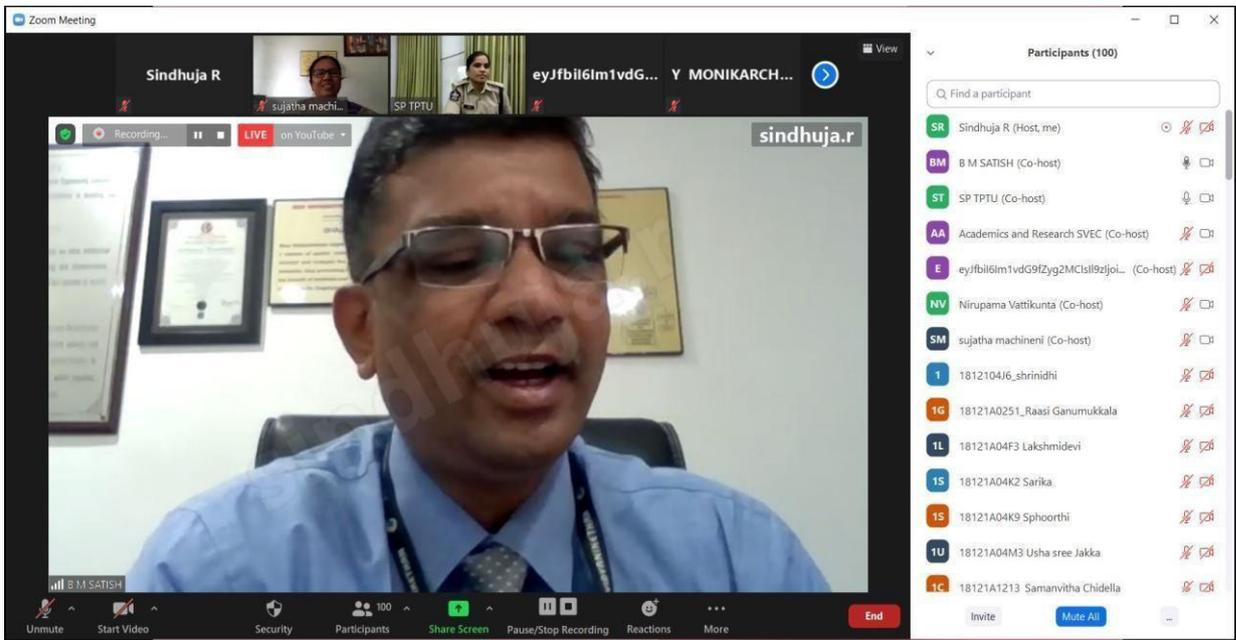 Zoom Meeting
Sindhuja R
sujatha machi...
SP TPTU
eyJfbil6Im1vdG...
Y MONIKARCH...
View
Recording...
LIVE on YouTube
sindhuja.r
B M SATISH
Participants (100)
Find a participant
SR Sindhuja R (Host, me)
BM B M SATISH (Co-host)
ST SP TPTU (Co-host)
AA Academics and Research SVEC (Co-host)
E eyJfbil6Im1vdG9fZyg2MClsIl9zIjoi... (Co-host)
NV Nirupama Vattikunta (Co-host)
SM sujatha machineni (Co-host)
1 1812104J6_shrinidhi
1G 18121A0251_Raasi Ganumukkala
1L 18121A04F3 Lakshmidevi
1S 18121A04K2 Sarika
1S 18121A04K9 Sphoorthi
1U 18121A04M3 Usha sree Jakka
1C 18121A1213 Samanvitha Chidella
Invite
Mute All
...
Unmute
Start Video
Security
100
Participants
Share Screen
Pause/Stop Recording
Reactions
More
End